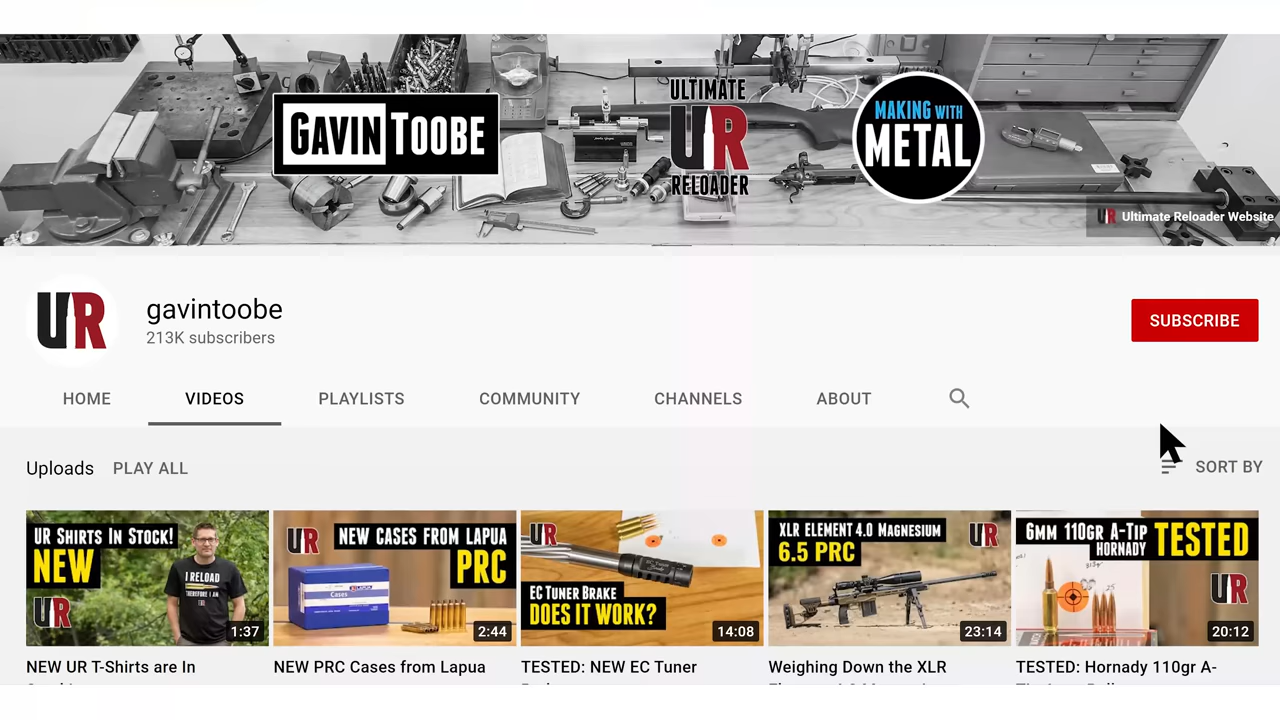 GAVIN TOOBE
ULTIMATE
UR
RELOADER
MAKING WITH
METAL
UR Ultimate Reloader Website
UR
gavintoobe
213K subscribers
SUBSCRIBE
HOME VIDEOS PLAYLISTS COMMUNITY CHANNELS ABOUT
Uploads PLAY ALL SORT BY
UR SHIRTS IN STOCK!
NEW
UR
I RELOAD
THEREFORE I AM
1:37
UR
NEW CASES FROM LAPUA
PRC
Cases
2:44
UR
EC TUNER BRAKE
DOES IT WORK?
14:08
XLR ELEMENT 4.0 MAGNESIUM
6.5 PRC
UR
23:14
6MM 110GR A-TIP
HORNADY TESTED
UR
20:12
NEW UR T-Shirts are In
NEW PRC Cases from Lapua
TESTED: NEW EC Tuner
Weighing Down the XLR
TESTED: Hornady 110gr A-